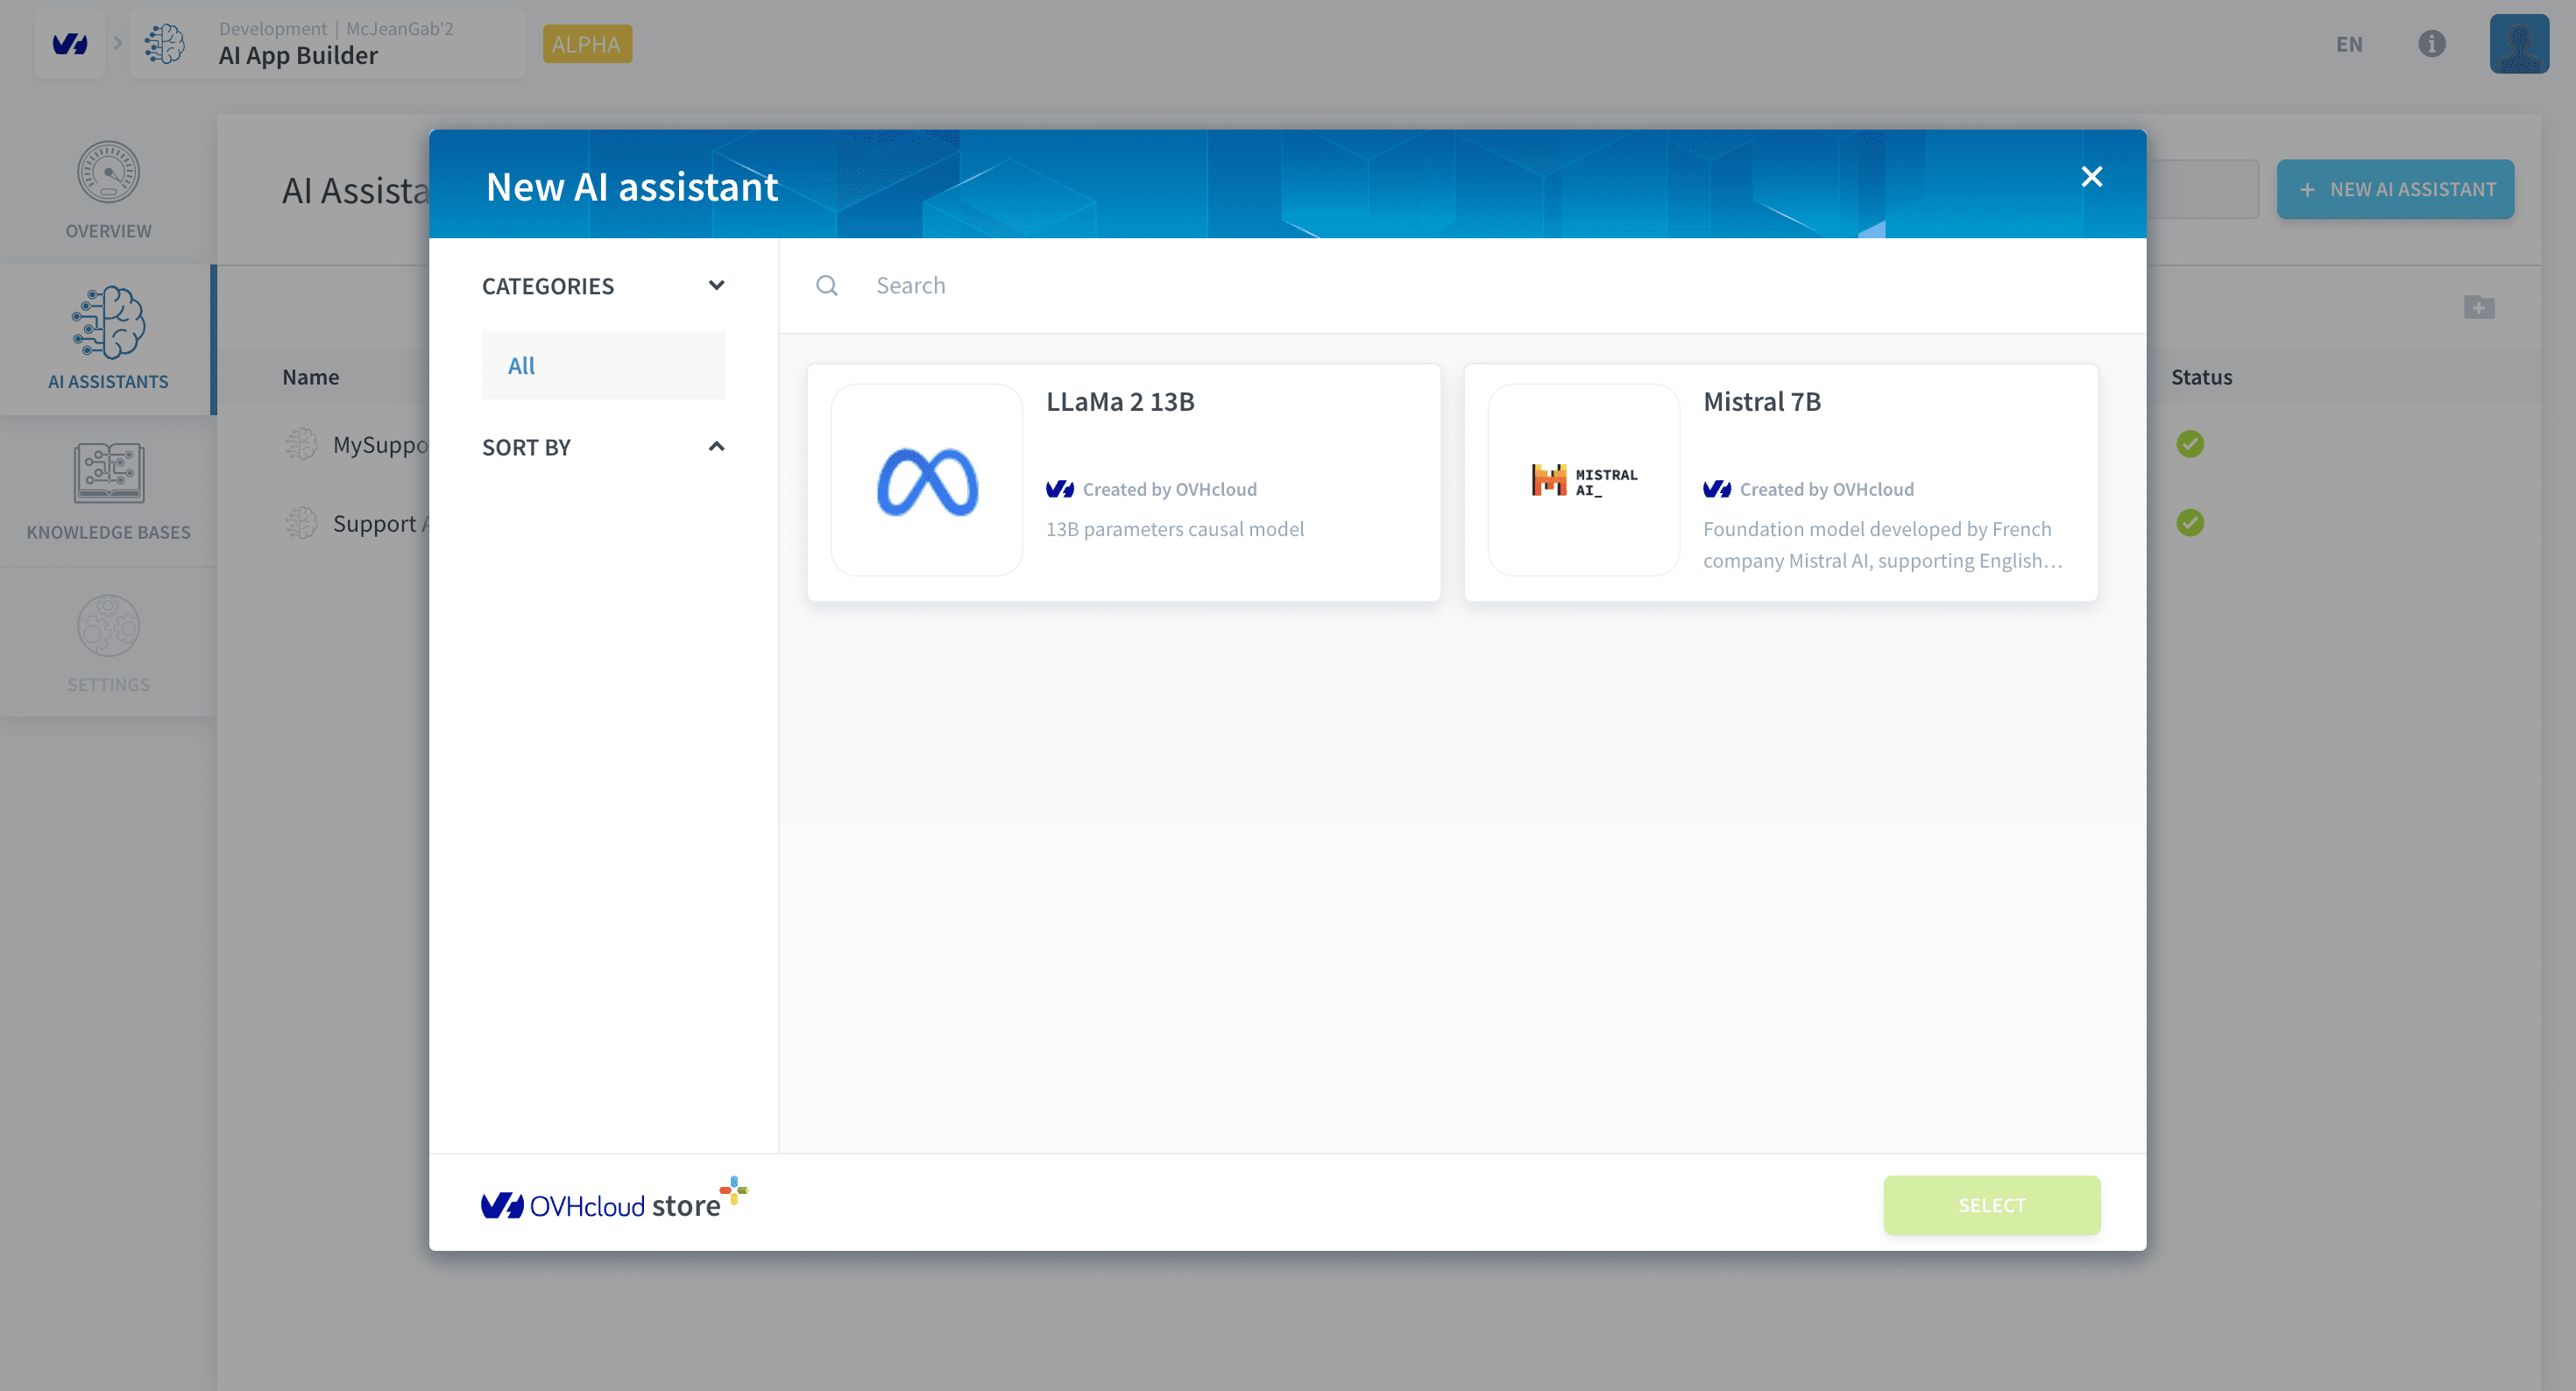 Development | McJeanGab'2
AI App Builder
ALPHA
EN
OVERVIEW
AI ASSISTANTS
KNOWLEDGE BASES
SETTINGS
AI Assista
+ NEW AI ASSISTANT
Name
Status
MySuppo
Support A
New AI assistant
CATEGORIES
All
SORT BY
Search
LLaMa 2 13B
Created by OVHcloud
13B parameters causal model
MISTRAL
AI_
Mistral 7B
Created by OVHcloud
Foundation model developed by French
company Mistral AI, supporting English…
OVHcloud store
SELECT